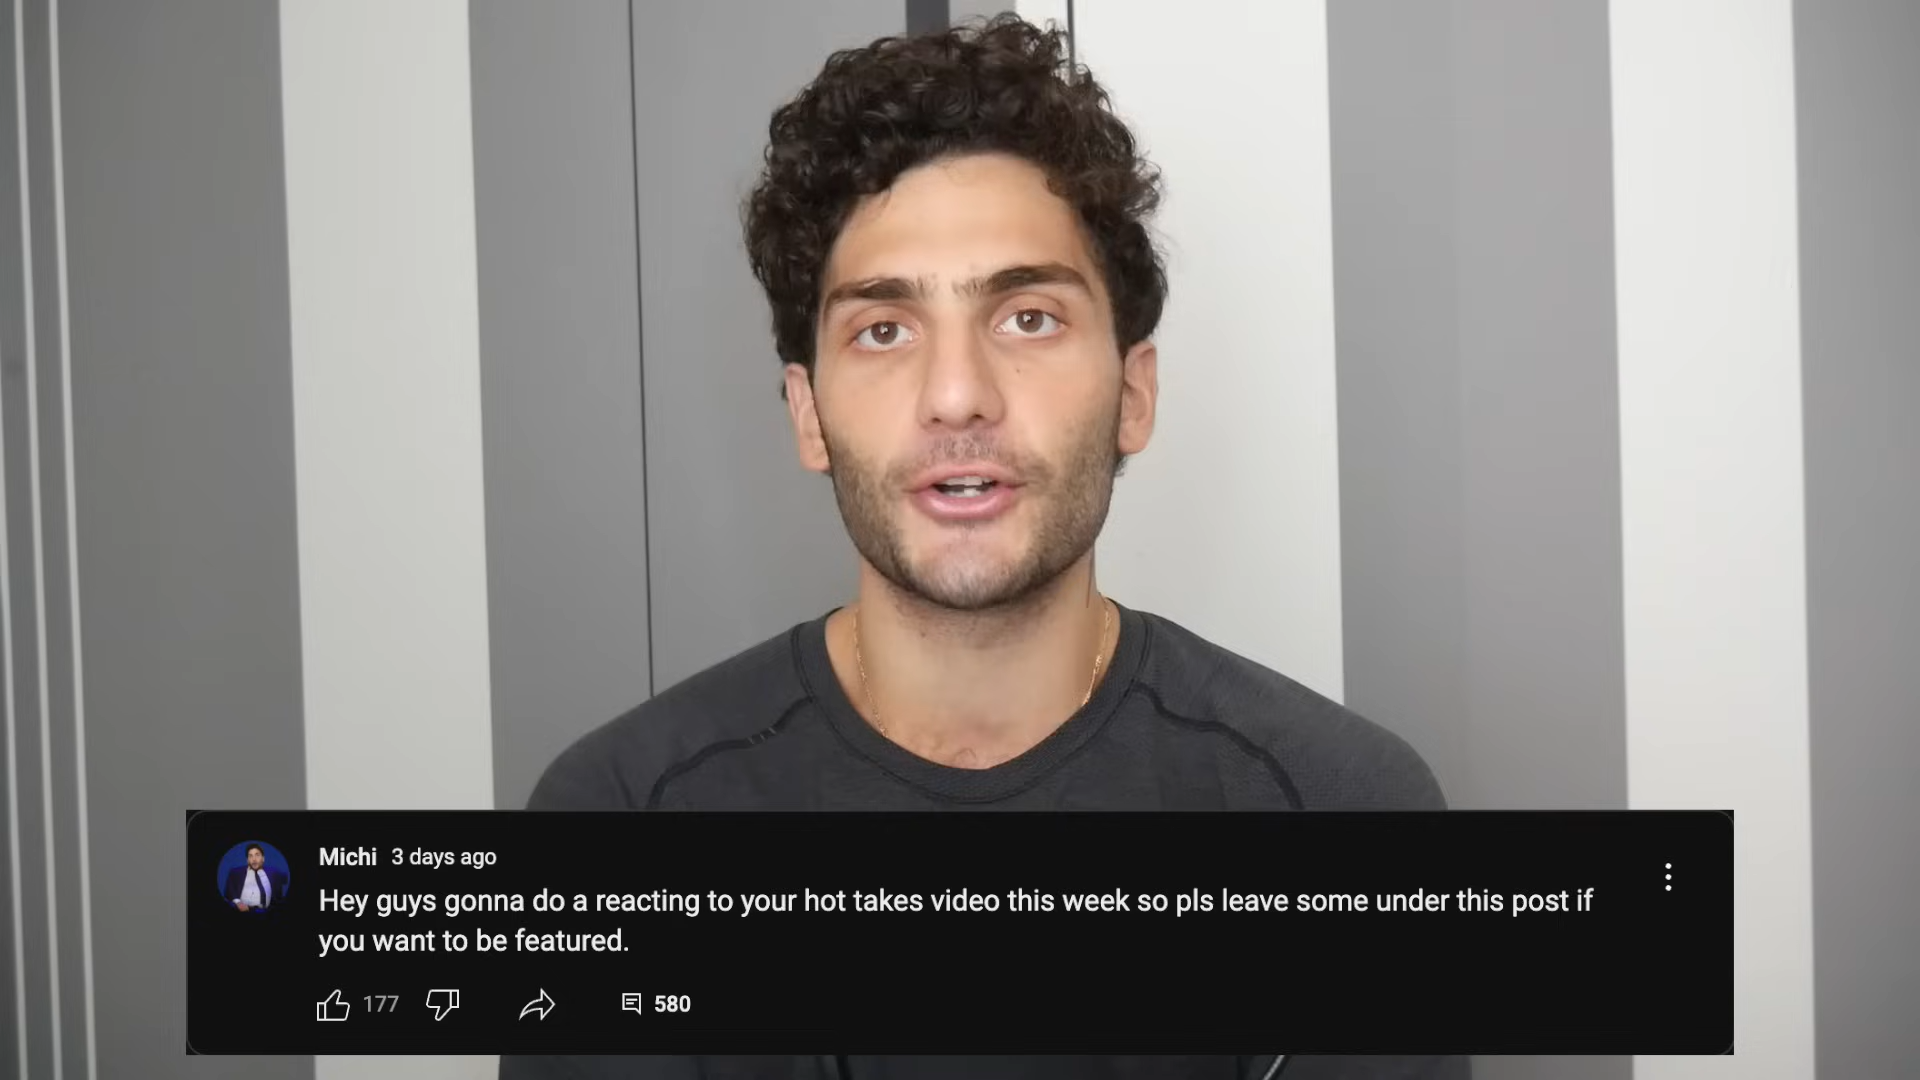 Michi 3 days ago
Hey guys gonna do a reacting to your hot takes video this week so pls leave some under this post if
you want to be featured.
177 580